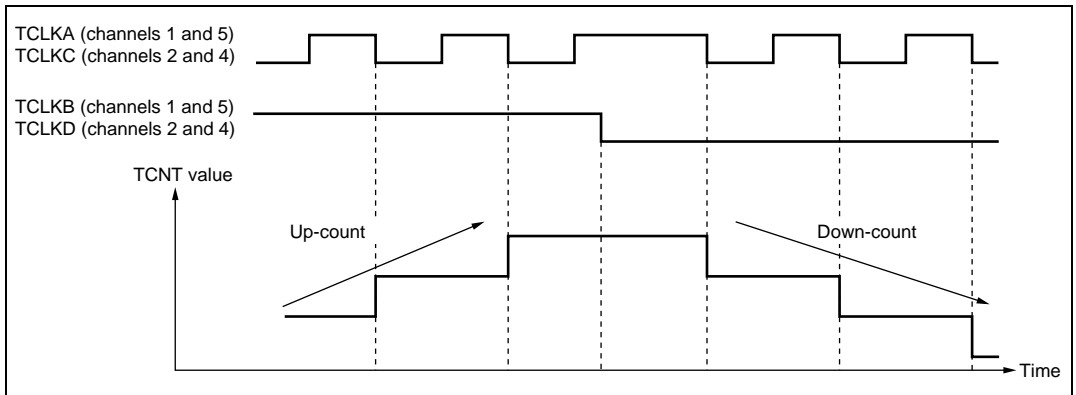 TCLKA (channels 1 and 5)
TCLKC (channels 2 and 4)
TCLKB (channels 1 and 5)
TCLKD (channels 2 and 4)
TCNT value
Up-count
Down-count
Time